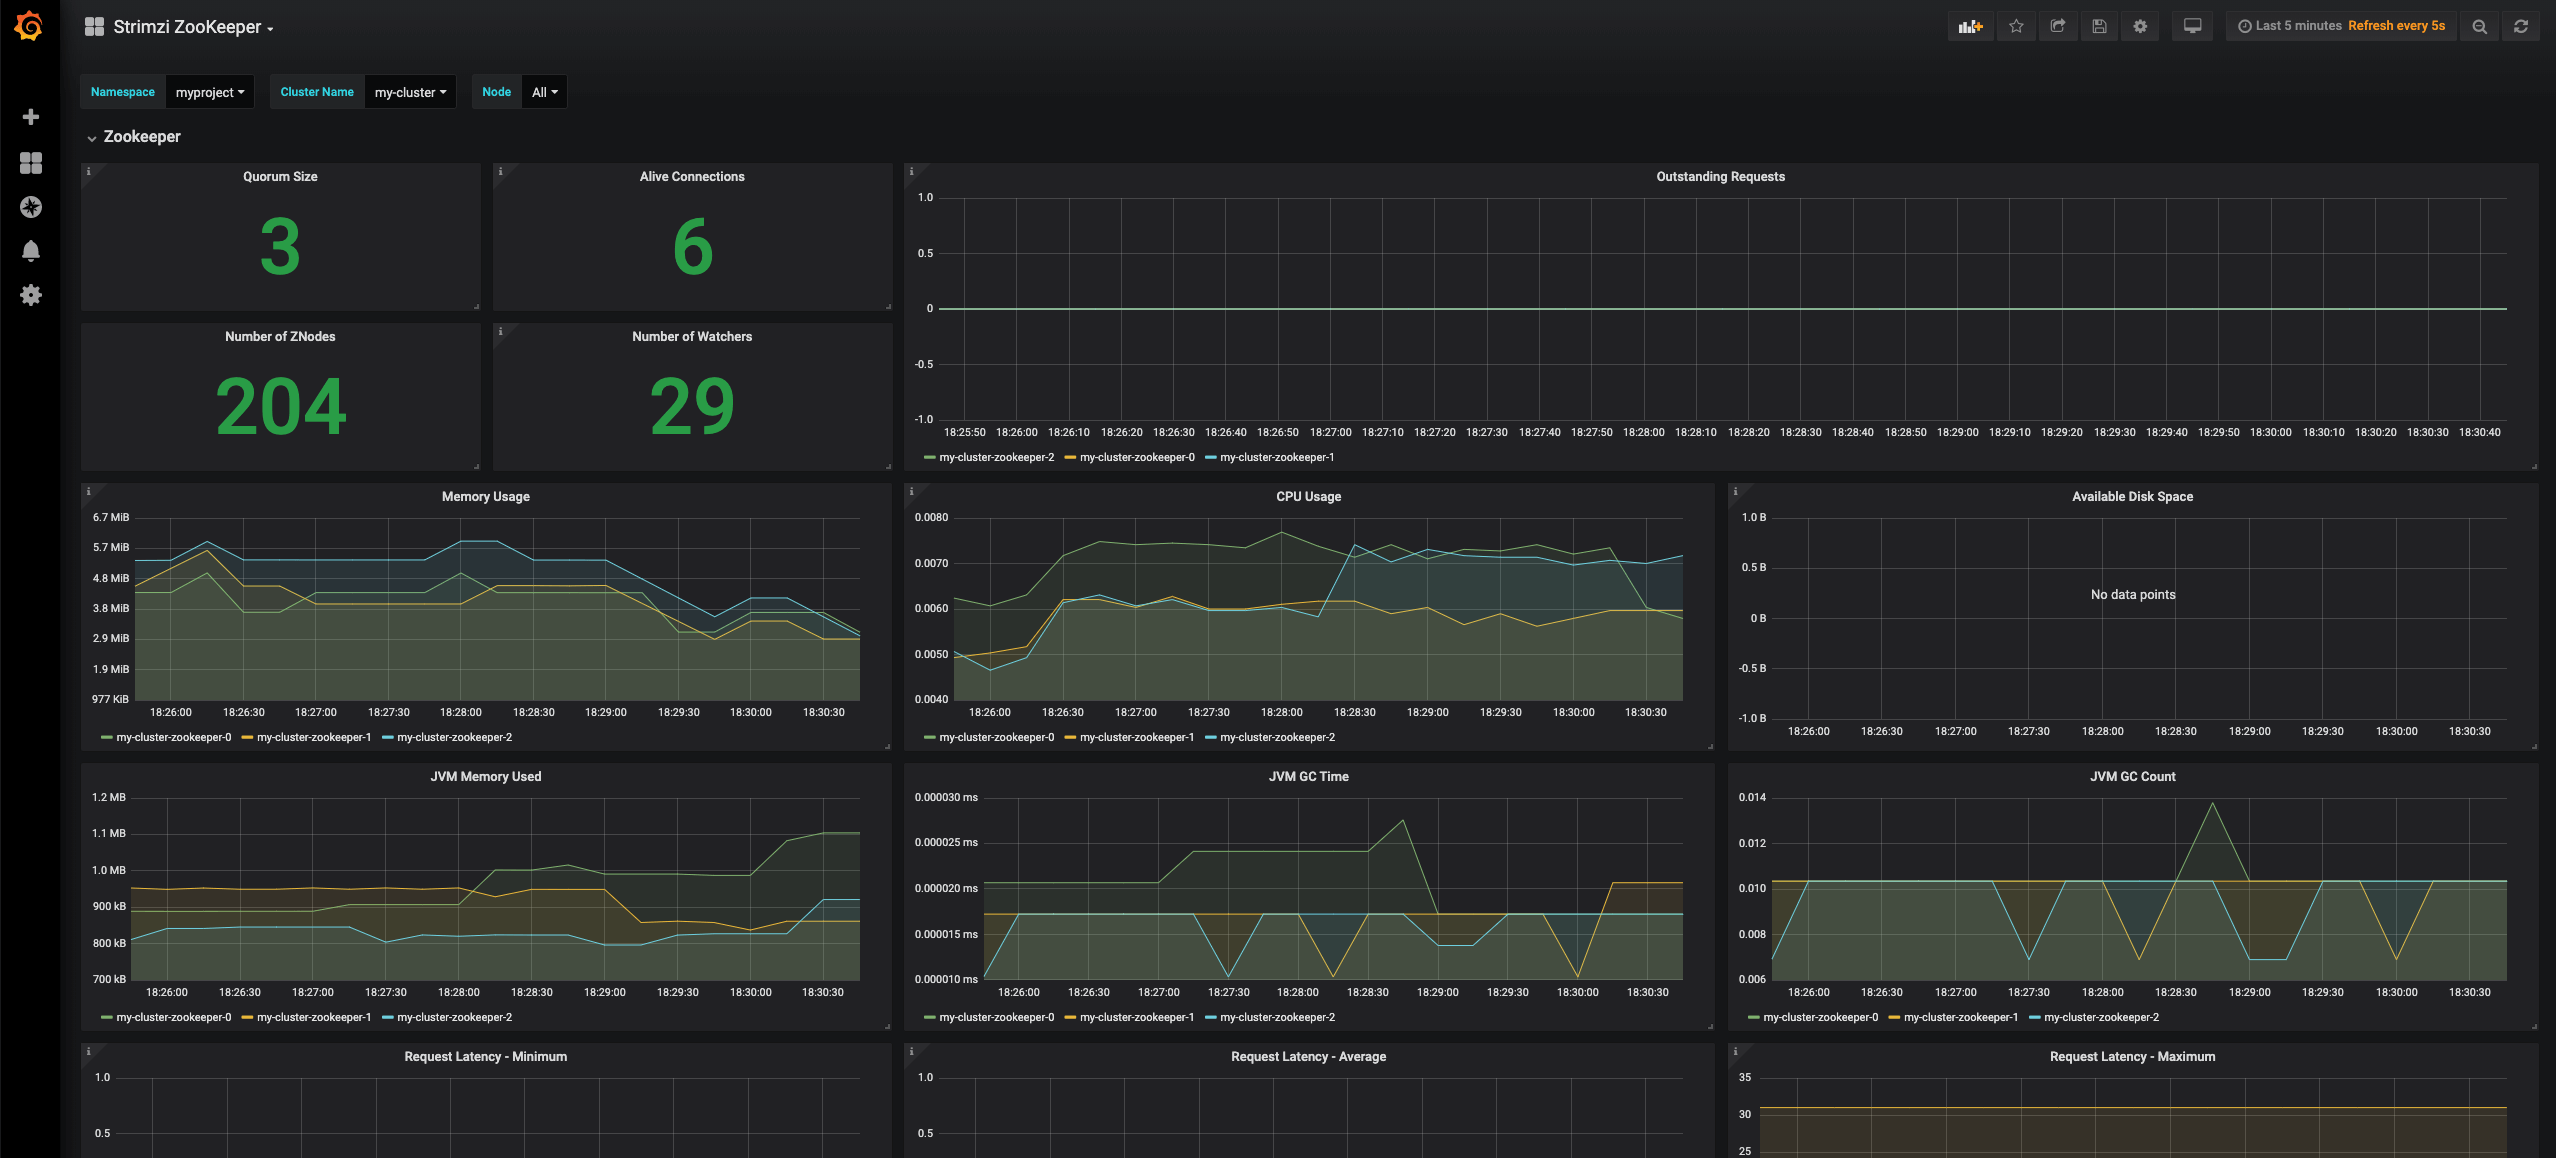 Strimzi ZooKeeper
Last 5 minutes Refresh every 5s
Namespace myproject Cluster Name my-cluster Node All
Zookeeper
Quorum Size
3
Alive Connections
6
Outstanding Requests
1.0
0.5
0
-0.5
-1.0
18:25:50 18:26:00 18:26:10 18:26:20 18:26:30 18:26:40 18:26:50 18:27:00 18:27:10 18:27:20 18:27:30 18:27:40 18:27:50 18:28:00 18:28:10 18:28:20 18:28:30 18:28:40 18:28:50 18:29:00 18:29:10 18:29:20 18:29:30 18:29:40 18:29:50 18:30:00 18:30:10 18:30:20 18:30:30 18:30:40
my-cluster-zookeeper-2 my-cluster-zookeeper-0 my-cluster-zookeeper-1
Number of ZNodes
204
Number of Watchers
29
Memory Usage
6.7 MiB
5.7 MiB
4.8 MiB
3.8 MiB
2.9 MiB
1.9 MiB
977 KiB
18:26:00 18:26:30 18:27:00 18:27:30 18:28:00 18:28:30 18:29:00 18:29:30 18:30:00 18:30:30
my-cluster-zookeeper-0 my-cluster-zookeeper-1 my-cluster-zookeeper-2
CPU Usage
0.0080
0.0070
0.0060
0.0050
0.0040
18:26:00 18:26:30 18:27:00 18:27:30 18:28:00 18:28:30 18:29:00 18:29:30 18:30:00 18:30:30
my-cluster-zookeeper-0 my-cluster-zookeeper-1 my-cluster-zookeeper-2
Available Disk Space
1.0 B
0.5 B
No data points
0 B
-0.5 B
-1.0 B
18:26:00 18:26:30 18:27:00 18:27:30 18:28:00 18:28:30 18:29:00 18:29:30 18:30:00 18:30:30
JVM Memory Used
1.2 MB
1.1 MB
1.0 MB
900 kB
800 kB
700 kB
18:26:00 18:26:30 18:27:00 18:27:30 18:28:00 18:28:30 18:29:00 18:29:30 18:30:00 18:30:30
my-cluster-zookeeper-0 my-cluster-zookeeper-1 my-cluster-zookeeper-2
JVM GC Time
0.000030 ms
0.000025 ms
0.000020 ms
0.000015 ms
0.000010 ms
18:26:00 18:26:30 18:27:00 18:27:30 18:28:00 18:28:30 18:29:00 18:29:30 18:30:00 18:30:30
my-cluster-zookeeper-0 my-cluster-zookeeper-1 my-cluster-zookeeper-2
JVM GC Count
0.014
0.012
0.010
0.008
0.006
18:26:00 18:26:30 18:27:00 18:27:30 18:28:00 18:28:30 18:29:00 18:29:30 18:30:00 18:30:30
my-cluster-zookeeper-0 my-cluster-zookeeper-1 my-cluster-zookeeper-2
Request Latency - Minimum
1.0
0.5
Request Latency - Average
1.0
0.5
Request Latency - Maximum
35
30
25